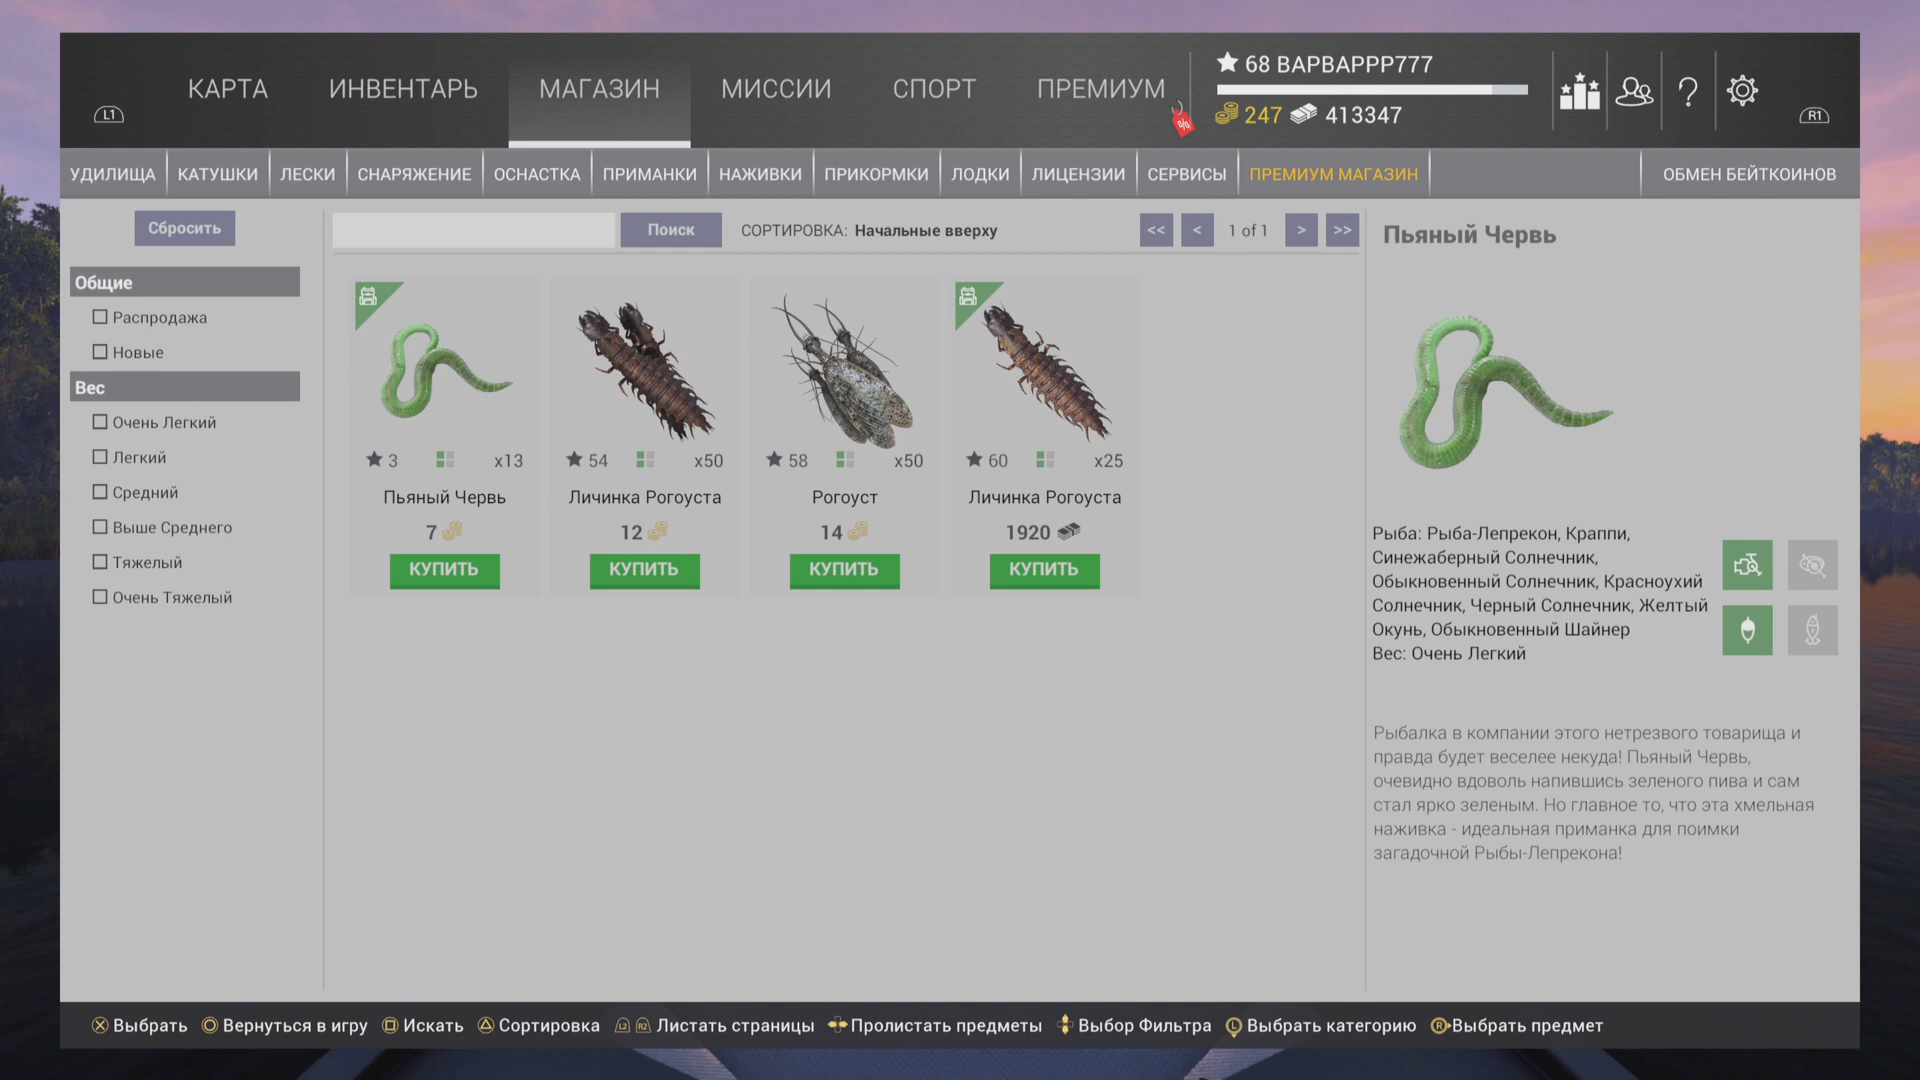 L1
КАРТА
ИНВЕНТАРЬ
МАГАЗИН
МИССИИ
СПОРТ
ПРЕМИУМ
%
68 ВАРВАРРР777
247 413347
?
R1
УДИЛИЩА
КАТУШКИ
ЛЕСКИ
СНАРЯЖЕНИЕ
ОСНАСТКА
ПРИМАНКИ
НАЖИВКИ
ПРИКОРМКИ
ЛОДКИ
ЛИЦЕНЗИИ
СЕРВИСЫ
ПРЕМИУМ МАГАЗИН
ОБМЕН БЕЙТКОИНОВ
Сбросить
Общие
Распродажа
Новые
Вес
Очень Легкий
Легкий
Средний
Выше Среднего
Тяжелый
Очень Тяжелый
Поиск
СОРТИРОВКА: Начальные вверху
<< < 1 of 1 > >>
3 x13
Пьяный Червь
7
КУПИТЬ
54 x50
Личинка Рогоуста
12
КУПИТЬ
58 x50
Рогоуст
14
КУПИТЬ
60 x25
Личинка Рогоуста
1920
КУПИТЬ
Пьяный Червь
Рыба: Рыба-Лепрекон, Краппи,
Синежаберный Солнечник,
Обыкновенный Солнечник, Красноухий
Солнечник, Черный Солнечник, Желтый
Окунь, Обыкновенный Шайнер
Вес: Очень Легкий
Рыбалка в компании этого нетрезвого товарища и
правда будет веселее некуда! Пьяный Червь,
очевидно вдоволь напившись зеленого пива и сам
стал ярко зеленым. Но главное то, что эта хмельная
наживка - идеальная приманка для поимки
загадочной Рыбы-Лепрекона!
Выбрать
Вернуться в игру
Искать
Сортировка
L2 R2 Листать страницы
Пролистать предметы
Выбор Фильтра
L Выбрать категорию
R Выбрать предмет